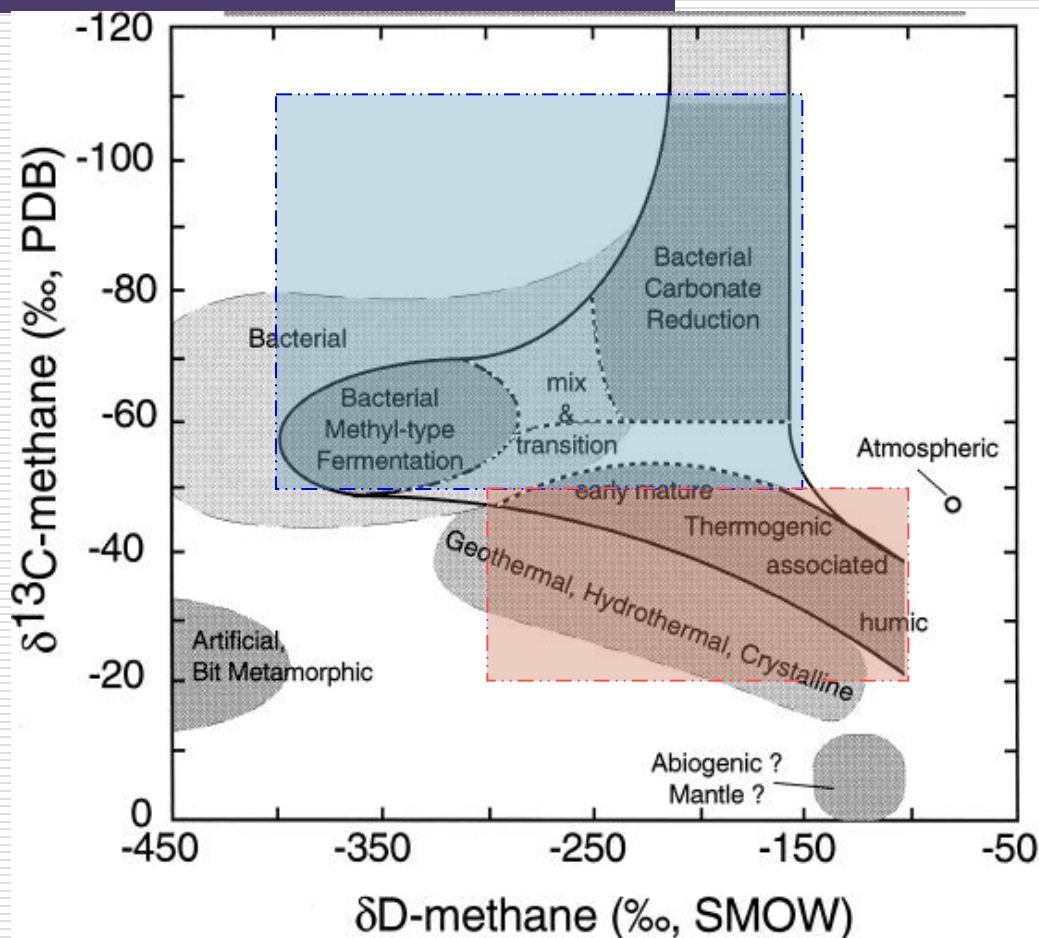 -120
-100
-80
-60
-40
-20
0
δ13C-methane (‰, PDB)
Bacterial
Carbonate
Reduction
Bacterial
mix
&
transition
Bacterial
Methyl-type
Fermentation
Atmospheric
early mature
Thermogenic
associated
humic
Geothermal, Hydrothermal, Crystalline
Artificial,
Bit Metamorphic
Abiogenic ?
Mantle ?
-450
-350
-250
-150
-50
δD-methane (‰, SMOW)